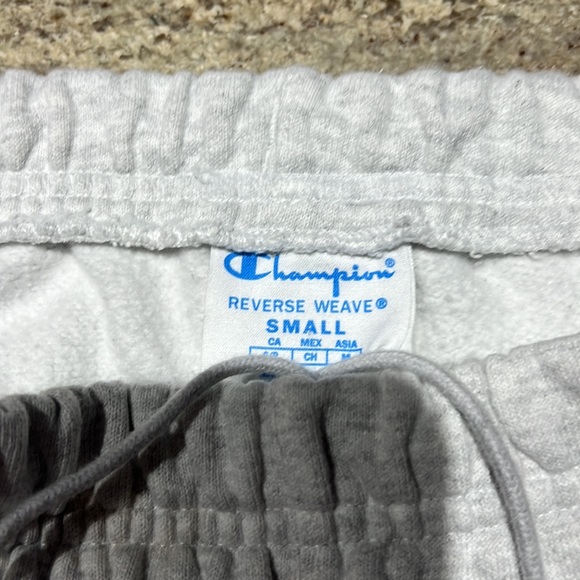 Champion®
REVERSE WEAVE®
SMALL
CA MEX ASIA
CH M